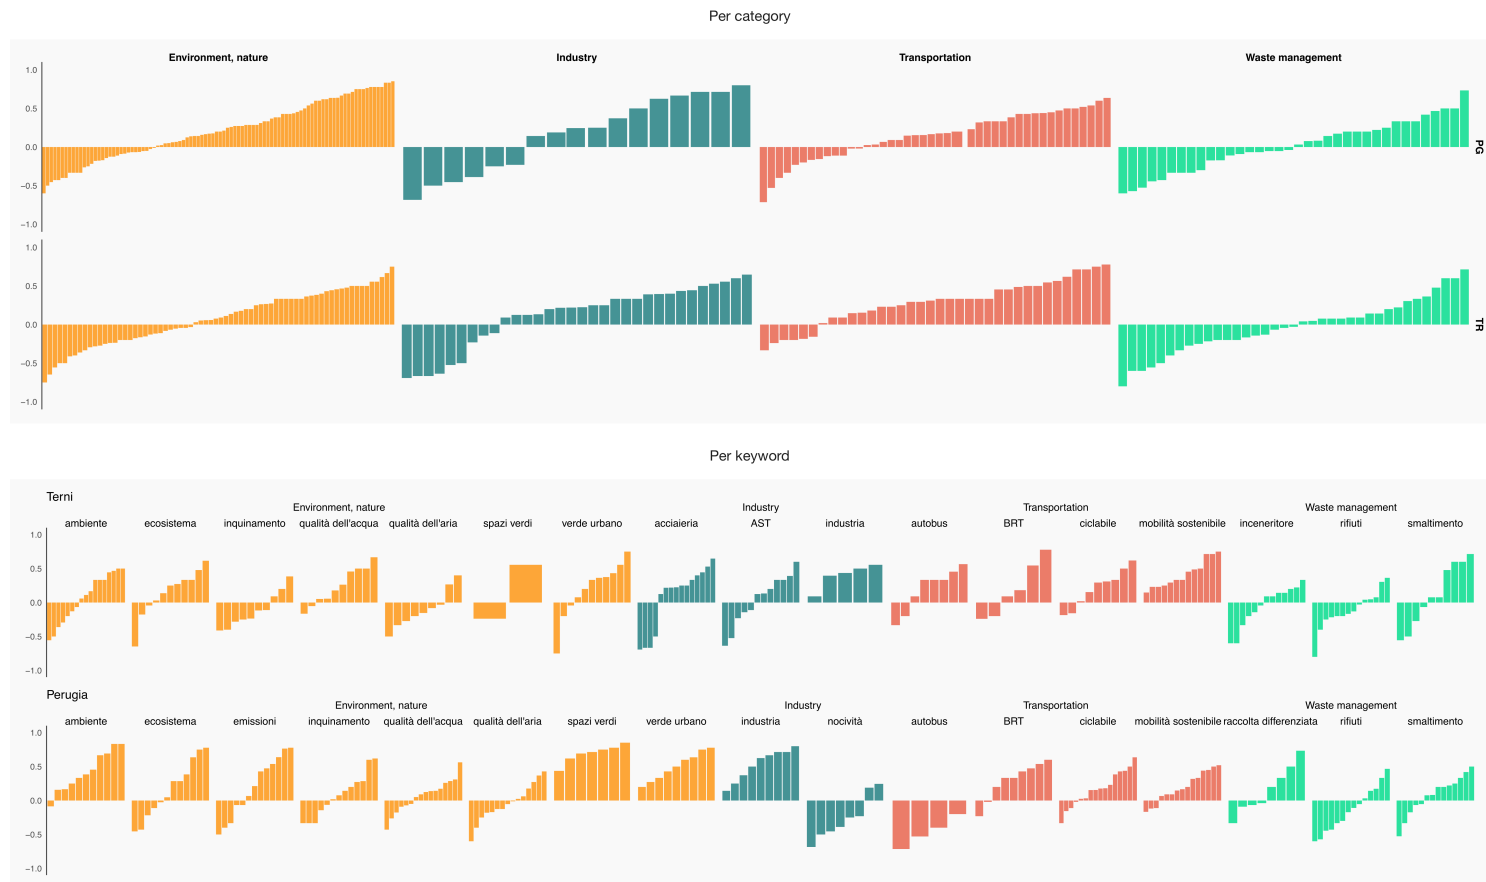 Per category
Environment, nature Industry Transportation Waste management
1.0
0.5
0.0
−0.5
−1.0
PG
1.0
0.5
0.0
−0.5
−1.0
TR
Per keyword
Terni
Environment, nature Industry Transportation Waste management
ambiente ecosistema inquinamento qualità dell'acqua qualità dell'aria spazi verdi verde urbano acciaieria AST industria autobus BRT ciclabile mobilità sostenibile inceneritore rifiuti smaltimento
1.0
0.5
0.0
−0.5
−1.0
Perugia
Environment, nature Industry Transportation Waste management
ambiente ecosistema emissioni inquinamento qualità dell'acqua qualità dell'aria spazi verdi verde urbano industria nocività autobus BRT ciclabile mobilità sostenibile raccolta differenziata rifiuti smaltimento
1.0
0.5
0.0
−0.5
−1.0